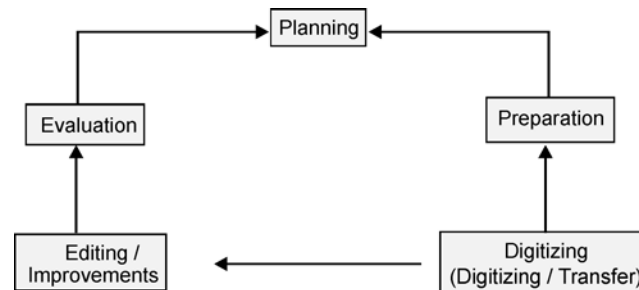 Planning
Evaluation
Preparation
Editing /
Improvements
Digitizing
(Digitizing / Transfer)